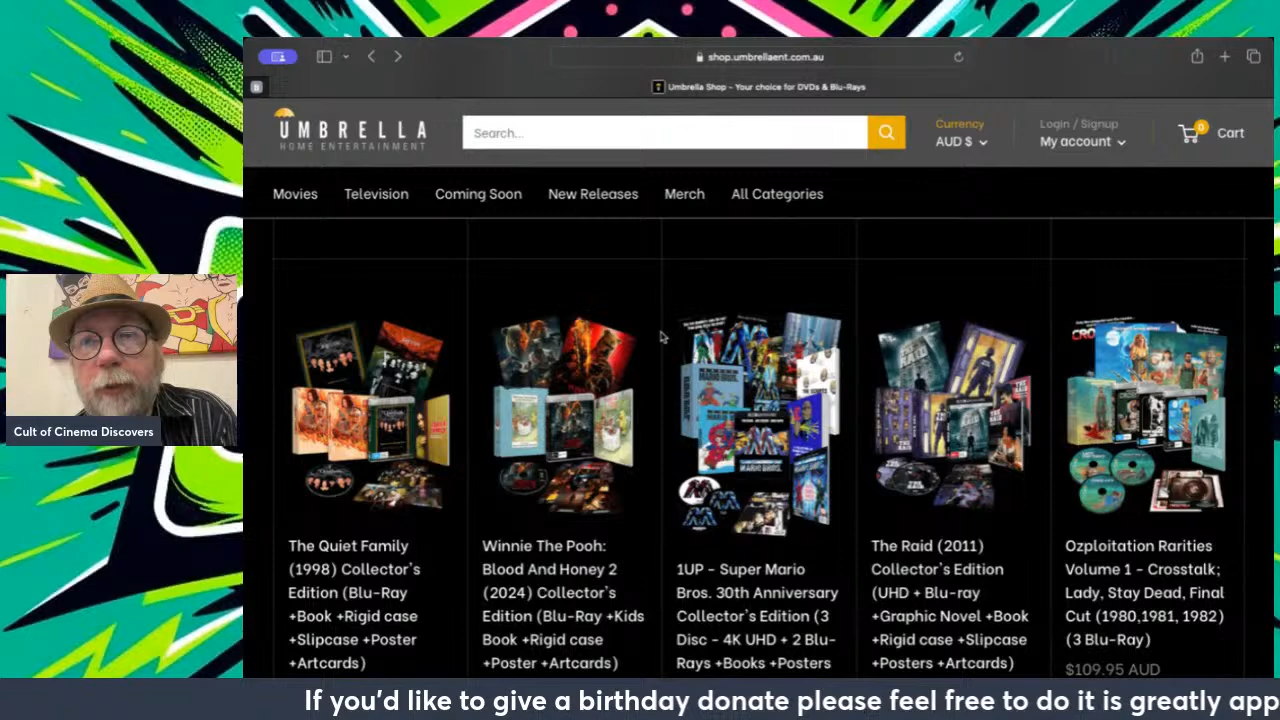 shop.umbrellaent.com.au
Umbrella Shop - Your choice for DVDs & Blu-Rays
UMBRELLA
HOME ENTERTAINMENT
Search...
Currency
AUD $
Login / Signup
My account
0
Cart
Movies
Television
Coming Soon
New Releases
Merch
All Categories
The Quiet Family
(1998) Collector's
Edition (Blu-Ray
+Book +Rigid case
+Slipcase +Poster
+Artcards)
Winnie The Pooh:
Blood And Honey 2
(2024) Collector's
Edition (Blu-Ray +Kids
Book +Rigid case
+Poster +Artcards)
1UP - Super Mario
Bros. 30th Anniversary
Collector's Edition (3
Disc - 4K UHD + 2 Blu-
Rays +Books +Posters
The Raid (2011)
Collector's Edition
(UHD + Blu-ray
+Graphic Novel +Book
+Rigid case +Slipcase
+Posters +Artcards)
Ozploitation Rarities
Volume 1 - Crosstalk;
Lady, Stay Dead, Final
Cut (1980,1981, 1982)
(3 Blu-Ray)
$109.95 AUD
Cult of Cinema Discovers
If you'd like to give a birthday donate please feel free to do it is greatly app